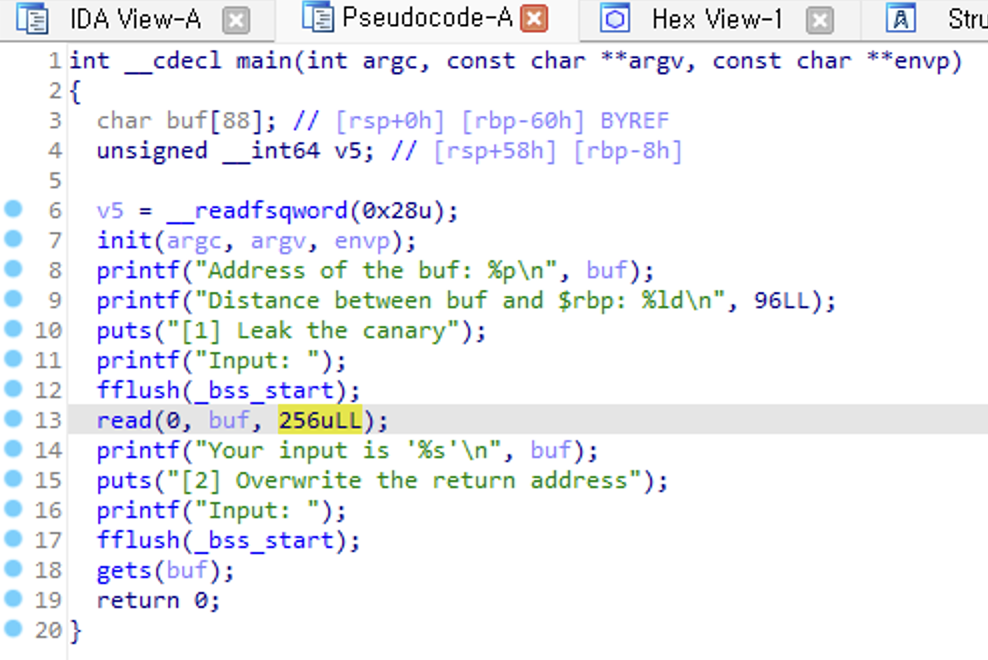 IDA View-A Pseudocode-A Hex View-1 Stru
1 int __cdecl main(int argc, const char **argv, const char **envp)
2 {
3   char buf[88]; // [rsp+0h] [rbp-60h] BYREF
4   unsigned __int64 v5; // [rsp+58h] [rbp-8h]
5
6   v5 = __readfsqword(0x28u);
7   init(argc, argv, envp);
8   printf("Address of the buf: %p\n", buf);
9   printf("Distance between buf and $rbp: %ld\n", 96LL);
10   puts("[1] Leak the canary");
11   printf("Input: ");
12   fflush(_bss_start);
13   read(0, buf, 256uLL);
14   printf("Your input is '%s'\n", buf);
15   puts("[2] Overwrite the return address");
16   printf("Input: ");
17   fflush(_bss_start);
18   gets(buf);
19   return 0;
20 }